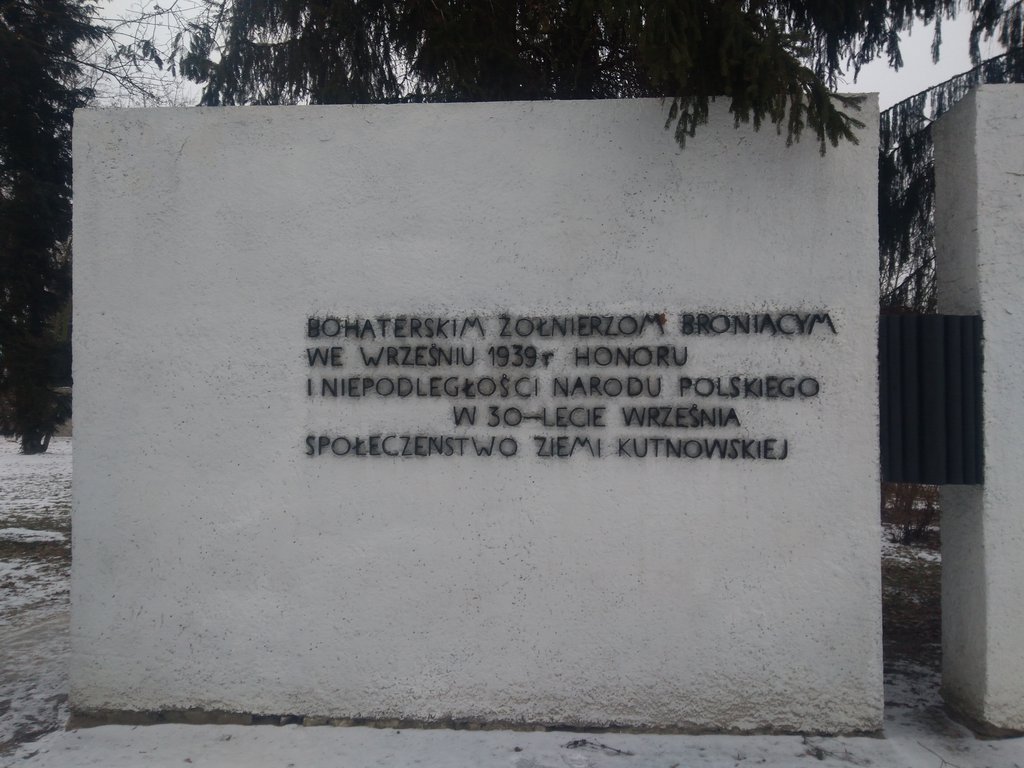 BOHATERSKIM ŻOŁNIERZOM BRONIĄCYM
WE WRZEŚNIU 1939r HONORU
I NIEPODLEGŁOŚCI NARODU POLSKIEGO
W 30-LECIE WRZEŚNIA
SPOŁECZEŃSTWO ZIEMI KUTNOWSKIEJ